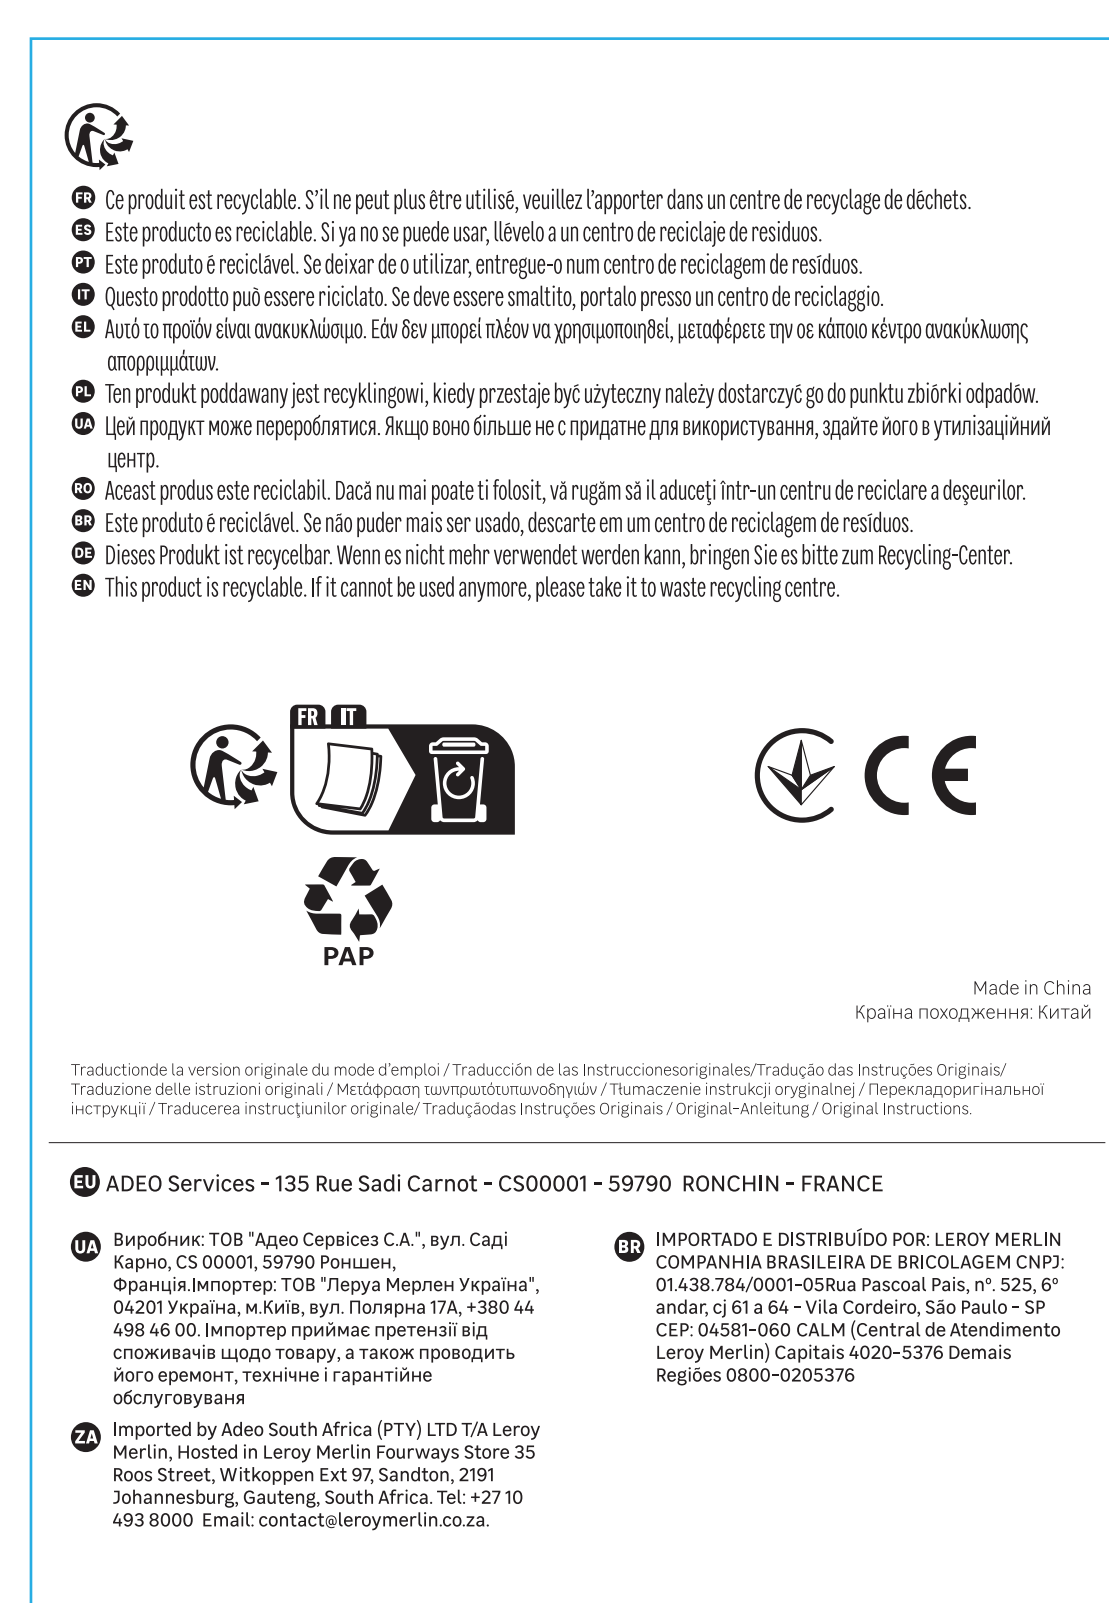 FR Ce produit est recyclable. S'il ne peut plus être utilisé, veuillez l'apporter dans un centre de recyclage de déchets.
ES Este producto es reciclable. Si ya no se puede usar, llévelo a un centro de reciclaje de residuos.
PT Este produto é reciclável. Se deixar de o utilizar, entregue-o num centro de reciclagem de resíduos.
IT Questo prodotto può essere riciclato. Se deve essere smaltito, portalo presso un centro de reciclaggio.
EL Αυτό το προϊόν είναι ανακυκλώσιμο. Εάν δεν μπορεί πλέον να χρησιμοποιηθεί, μεταφέρετε την οε κάποιο κέντρο ανακύκλωσης
απορριμμάτων.
PL Ten produkt poddawany jest recyklingowi, kiedy przestaje być użyteczny należy dostarczyć go do punktu zbiórki odpadów.
UA Цей продукт може перероблятися. Якщо воно більше не с придатне для використування, здайте його в утилізаційний
центр.
RO Aceast produs este reciclabil. Dacă nu mai poate ti folosit, vă rugăm să il aduceţi într-un centru de reciclare a deşeurilor.
BR Este produto é reciclável. Se não puder mais ser usado, descarte em um centro de reciclagem de resíduos.
DE Dieses Produkt ist recycelbar. Wenn es nicht mehr verwendet werden kann, bringen Sie es bitte zum Recycling-Center.
EN This product is recyclable. If it cannot be used anymore, please take it to waste recycling centre.
FR IT
CE
PAP
Made in China
Країна походження: Китай
Traductionde la version originale du mode d'emploi / Traducción de las Instruccionesoriginales/Tradução das Instruções Originais/
Traduzione delle istruzioni originali / Μετάφραση τωνπρωτότυπωνοδηγιών / Tłumaczenie instrukcji oryginalnej / Перекладоригінальної
інструкції / Traducerea instrucţiunilor originale/ Traduçãodas Instruções Originais / Original-Anleitung / Original Instructions.
EU ADEO Services - 135 Rue Sadi Carnot - CS00001 - 59790 RONCHIN - FRANCE
UA Виробник: ТОВ "Адео Сервісез С.А.", вул. Саді
Карно, CS 00001, 59790 Роншен,
Франція.Імпортер: ТОВ "Леруа Мерлен Україна",
04201 Україна, м.Київ, вул. Полярна 17А, +380 44
498 46 00. Імпортер приймає претензії від
споживачів щодо товару, а також проводить
його еремонт, технічне і гарантійне
обслуговуваня
ZA Imported by Adeo South Africa (PTY) LTD T/A Leroy
Merlin, Hosted in Leroy Merlin Fourways Store 35
Roos Street, Witkoppen Ext 97, Sandton, 2191
Johannesburg, Gauteng, South Africa. Tel: +27 10
493 8000 Email: contact@leroymerlin.co.za.
BR IMPORTADO E DISTRIBUÍDO POR: LEROY MERLIN
COMPANHIA BRASILEIRA DE BRICOLAGEM CNPJ:
01.438.784/0001-05Rua Pascoal Pais, nº. 525, 6º
andar, cj 61 a 64 - Vila Cordeiro, São Paulo - SP
CEP: 04581-060 CALM (Central de Atendimento
Leroy Merlin) Capitais 4020-5376 Demais
Regiões 0800-0205376